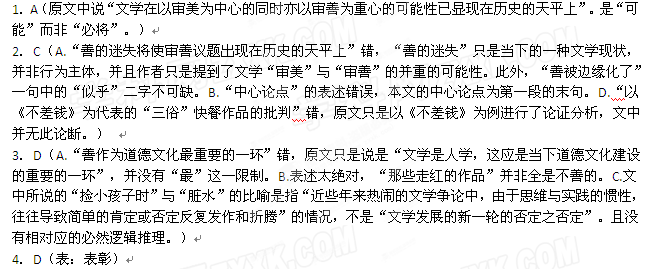 1. A（原文中说“文学在以审美为中心的同时亦以审善为重心的可能性已显现在历史的天平上”。是“可
能”而非“必将”。）
2. C（A.“善的迷失将使审善议题出现在历史的天平上”错，“善的迷失”只是当下的一种文学现状，
并非行为主体，并且作者只是提到了文学“审美”与“审善”的并重的可能性。此外，“善被边缘化了”
一句中的“似乎”二字不可缺。B.“中心论点”的表述错误，本文的中心论点为第一段的末句。D.“以
《不差钱》为代表的“三俗”快餐作品的批判”错，原文只是以《不差钱》为例进行了论证分析，文中
并无此论断。）
3. D（A.“善作为道德文化最重要的一环”错，原文只是说是“文学是人学，这应是当下道德文化建设
的重要的一环”，并没有“最”这一限制。B.表述太绝对，“那些走红的作品”并非全是不善的。C.文
中所说的“捡小孩子时”与“脏水”的比喻是指“近些年来热闹的文学争论中，由于思维与实践的惯性，
往往导致简单的肯定或否定反复发作和折腾”的情况，不是“文学发展的新一轮的否定之否定”。且没
有相对应的必然逻辑推理。）
4. D（表：表彰）